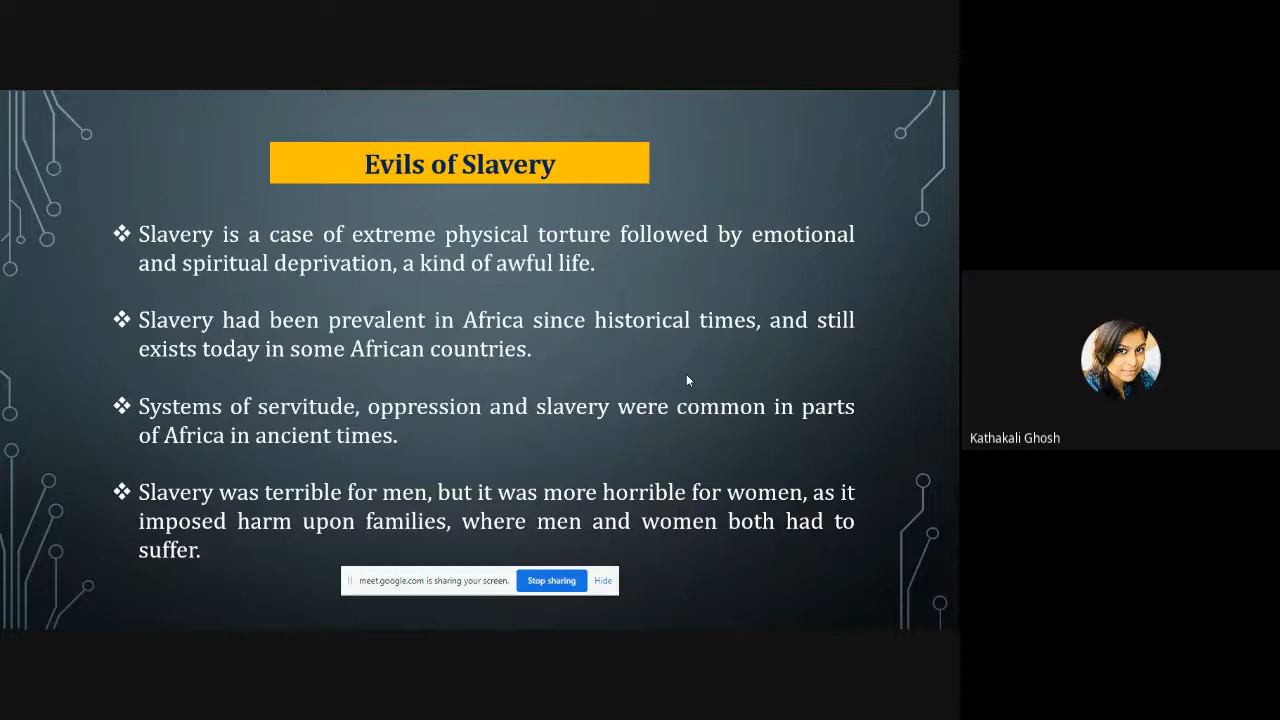 Evils of Slavery
❖ Slavery is a case of extreme physical torture followed by emotional
and spiritual deprivation, a kind of awful life.
❖ Slavery had been prevalent in Africa since historical times, and still
exists today in some African countries.
❖ Systems of servitude, oppression and slavery were common in parts
of Africa in ancient times.
❖ Slavery was terrible for men, but it was more horrible for women, as it
imposed harm upon families, where men and women both had to
suffer.
meet.google.com is sharing your screen. Stop sharing Hide
Kathakali Ghosh